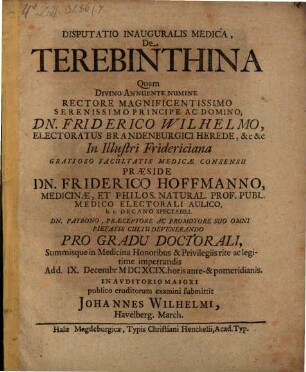 DISPUTATIO INAUGURALIS MEDICA,
De
TEREBINTHINA
Quam
DIVINO ANNUENTE NUMINE
RECTORE MAGNIFICENTISSIMO
SERENISSIMO PRINCIPE AC DOMINO,
DN. FRIDERICO WILHELMO,
ELECTORATUS BRANDENBURGICI HEREDE, &c &c
In Illustri Fridericiana
GRATIOSO FACULTATIS MEDICÆ CONSENSU
PRÆSIDE
DN. FRIDERICO HOFFMANNO,
MEDICINÆ, ET PHILOS. NATURAL. PROF. PUBL.
MEDICO ELECTORALI AULICO,
h. t. DECANO SPECTABILI.
DN. PATRONO, PRÆCEPTORE AC PROMOTORE SUO OMNI
PIETATIS CULTU DEVENERANDO
PRO GRADU DOCTORALI,
Summisque in Medicina Honoribus & Privilegiis rite ac legi-
time impetrandis
Add. IX. Decembr MDCXCIX. horis ante- & pomeridianis.
IN AUDITORIO MAJORI
publico eruditorum examini submittit
JOHANNES WILHELMI,
Havelberg. March.
Halæ Magdeburgicæ, Typis Christiani Henckelii, Acad. Typ.